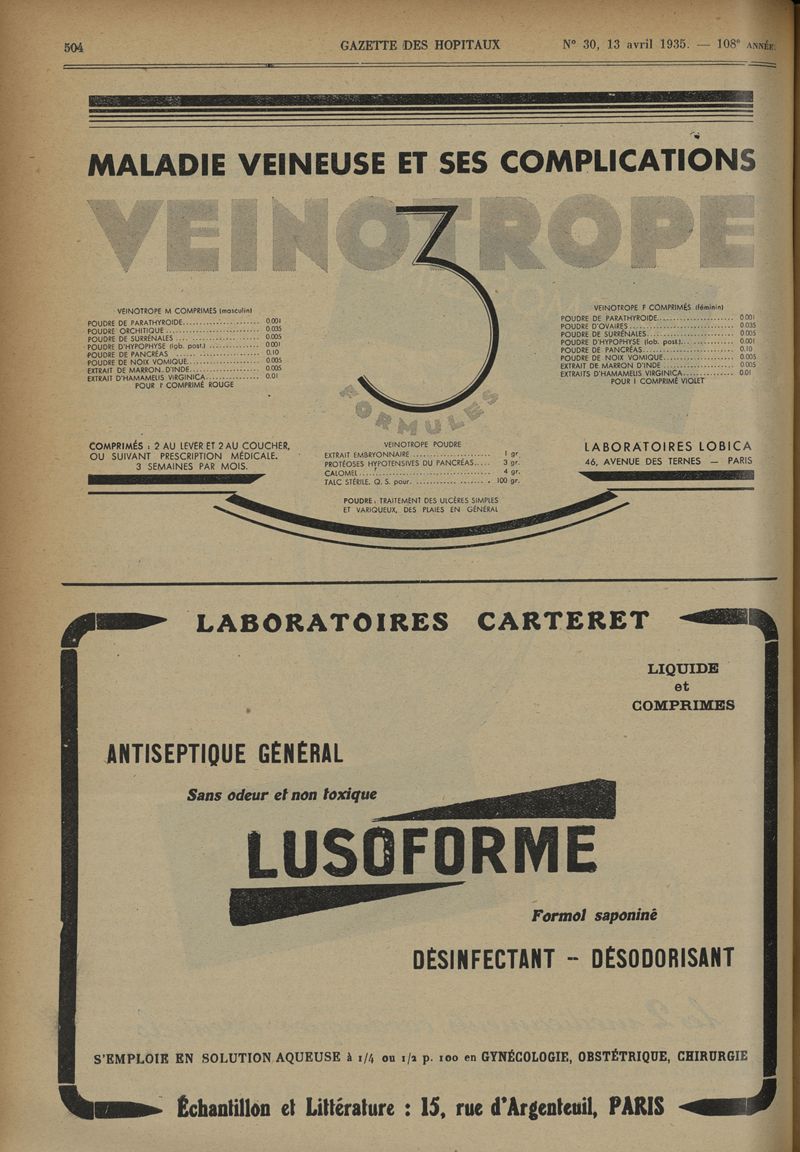 504
GAZETTE DES HOPITAUX
N° 30, 13 avril 1935. — 108e ANNÉE.
MALADIE VEINEUSE ET SES COMPLICATIONS
VEINOTROPE
3
FORMULES
VEINOTROPE M COMPRIMES (masculin)
POUDRE DE PARATHYROIDE 0.001
POUDRE ORCHITIQUE 0.035
POUDRE DE SURRÉNALES 0.005
POUDRE D'HYPOPHYSE (lob. post.) 0.001
POUDRE DE PANCRÉAS 0.10
POUDRE DE NOIX VOMIQUE 0.005
EXTRAIT DE MARRON D'INDE 0.005
EXTRAIT D'HAMAMELIS VIRGINICA 0.01
POUR 1 COMPRIMÉ ROUGE
VEINOTROPE F COMPRIMÉS (féminin)
POUDRE DE PARATHYROIDE 0.001
POUDRE D'OVAIRES 0.035
POUDRE DE SURRÉNALES 0.005
POUDRE D'HYPOPHYSE (lob. post.) 0.001
POUDRE DE PANCRÉAS 0.10
POUDRE DE NOIX VOMIQUE 0.005
EXTRAIT DE MARRON D'INDE 0.005
EXTRAITS D'HAMAMELIS VIRGINICA 0.01
POUR 1 COMPRIMÉ VIOLET
COMPRIMÉS : 2 AU LEVER ET 2 AU COUCHER,
OU SUIVANT PRESCRIPTION MÉDICALE.
3 SEMAINES PAR MOIS.
VEINOTROPE POUDRE
EXTRAIT EMBRYONNAIRE 1 gr.
PROTÉOSES HYPOTENSIVES DU PANCRÉAS 3 gr.
CALOMEL 4 gr.
TALC STÉRILE. Q. S. pour. 100 gr.
POUDRE : TRAITEMENT DES ULCÈRES SIMPLES
ET VARIQUEUX, DES PLAIES EN GÉNÉRAL
LABORATOIRES LOBICA
46, AVENUE DES TERNES — PARIS
LABORATOIRES CARTERET
LIQUIDE
et
COMPRIMES
ANTISEPTIQUE GÉNÉRAL
Sans odeur et non toxique
LUSOFORME
Formol saponiné
DÉSINFECTANT - DÉSODORISANT
S'EMPLOIE EN SOLUTION AQUEUSE à 1/4 ou 1/2 p. 100 en GYNÉCOLOGIE, OBSTÉTRIQUE, CHIRURGIE
Échantillon et Littérature : 15, rue d'Argenteuil, PARIS